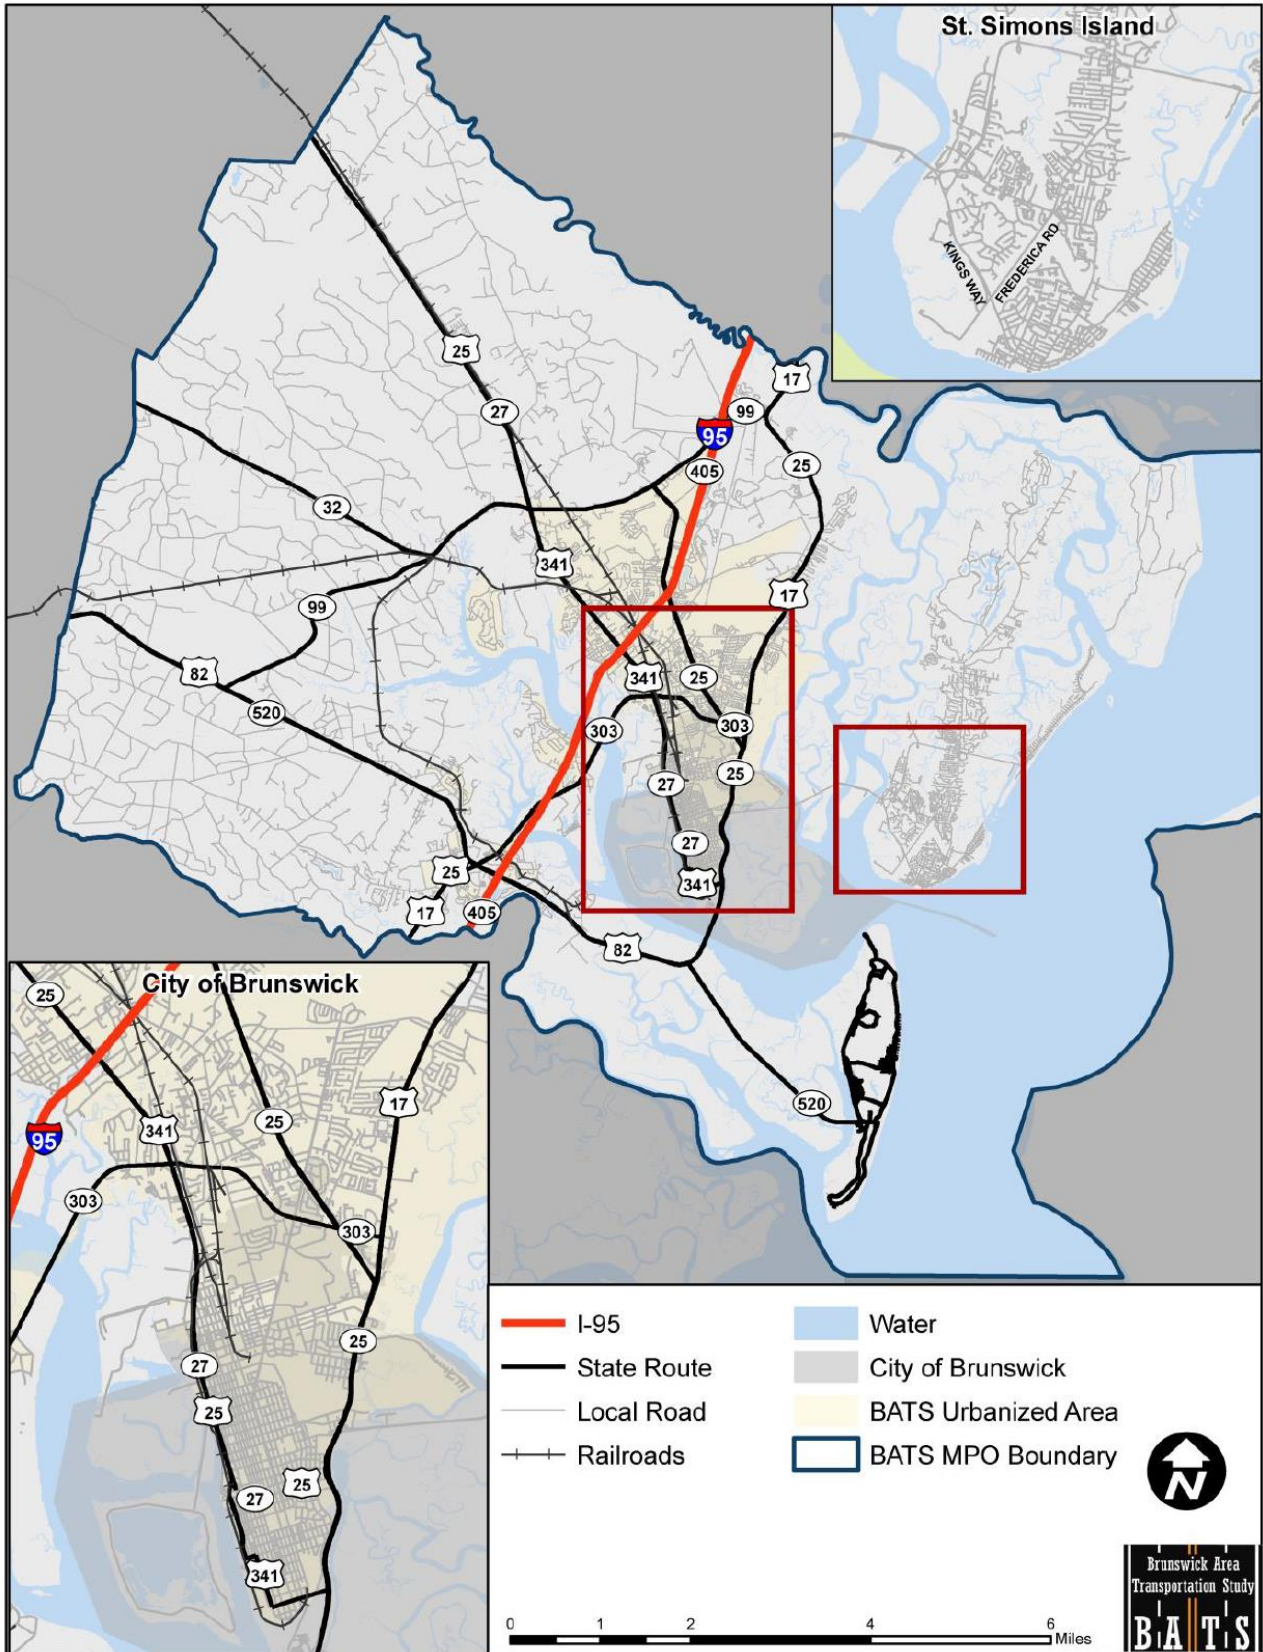 St. Simons Island
KINGS WAY
FREDERICA RD
25
17
27
99
95
405
25
32
341
17
99
82
341
25
520
303
303
27
25
27
25
341
17
405
82
520
City of Brunswick
25
17
341
25
95
303
303
25
27
25
25
27
341
I-95
State Route
Local Road
Railroads
Water
City of Brunswick
BATS Urbanized Area
BATS MPO Boundary
N
0 1 2 4 6
Miles
Brunswick Area
Transportation Study
BATS